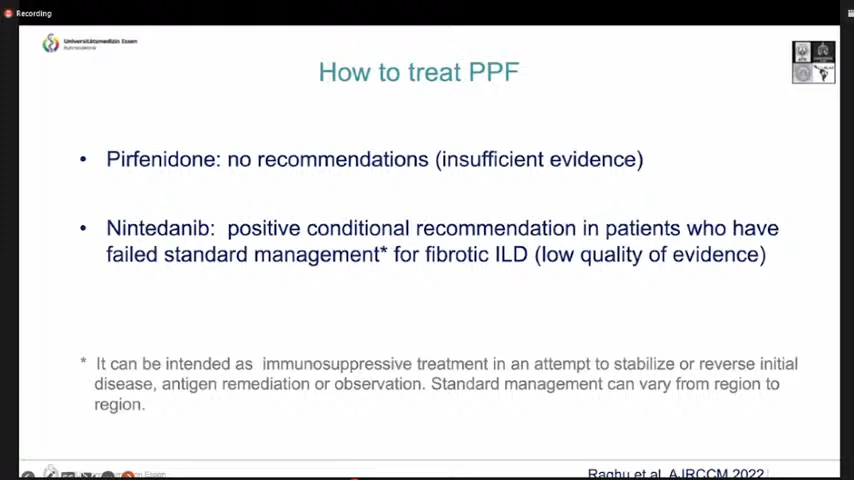 Recording
Universitätsmedizin Essen
Ruhrlandklinik
How to treat PPF
• Pirfenidone: no recommendations (insufficient evidence)
• Nintedanib: positive conditional recommendation in patients who have
failed standard management* for fibrotic ILD (low quality of evidence)
* It can be intended as immunosuppressive treatment in an attempt to stabilize or reverse initial
disease, antigen remediation or observation. Standard management can vary from region to
region.
Essen
Raghu et al, AJRCCM 2022